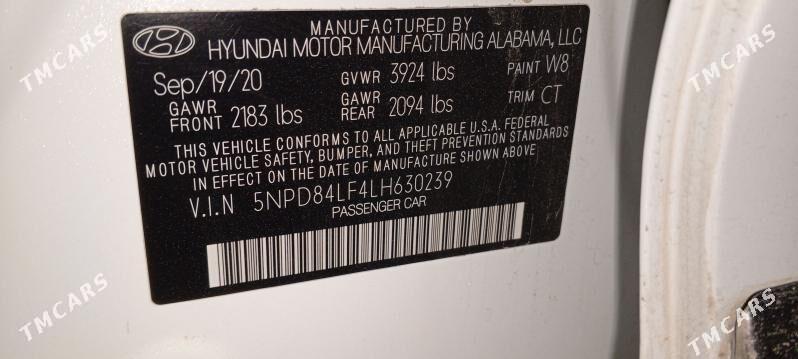 MANUFACTURED BY
HYUNDAI MOTOR MANUFACTURING ALABAMA, LLC
Sep/19/20 GVWR 3924 lbs PAINT W8
GAWR FRONT 2183 lbs GAWR REAR 2094 lbs TRIM CT
THIS VEHICLE CONFORMS TO ALL APPLICABLE U.S.A. FEDERAL
MOTOR VEHICLE SAFETY, BUMPER, AND THEFT PREVENTION STANDARDS
IN EFFECT ON THE DATE OF MANUFACTURE SHOWN ABOVE
V.I.N 5NPD84LF4LH630239
PASSENGER CAR
TMCARS
TMCARS
TMCARS
TMCARS
TMCARS